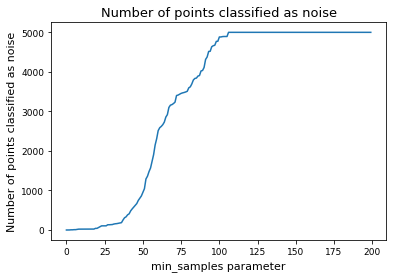 Number of points classified as noise
Number of points classified as noise
5000
4000
3000
2000
1000
0
0 25 50 75 100 125 150 175 200
min_samples parameter